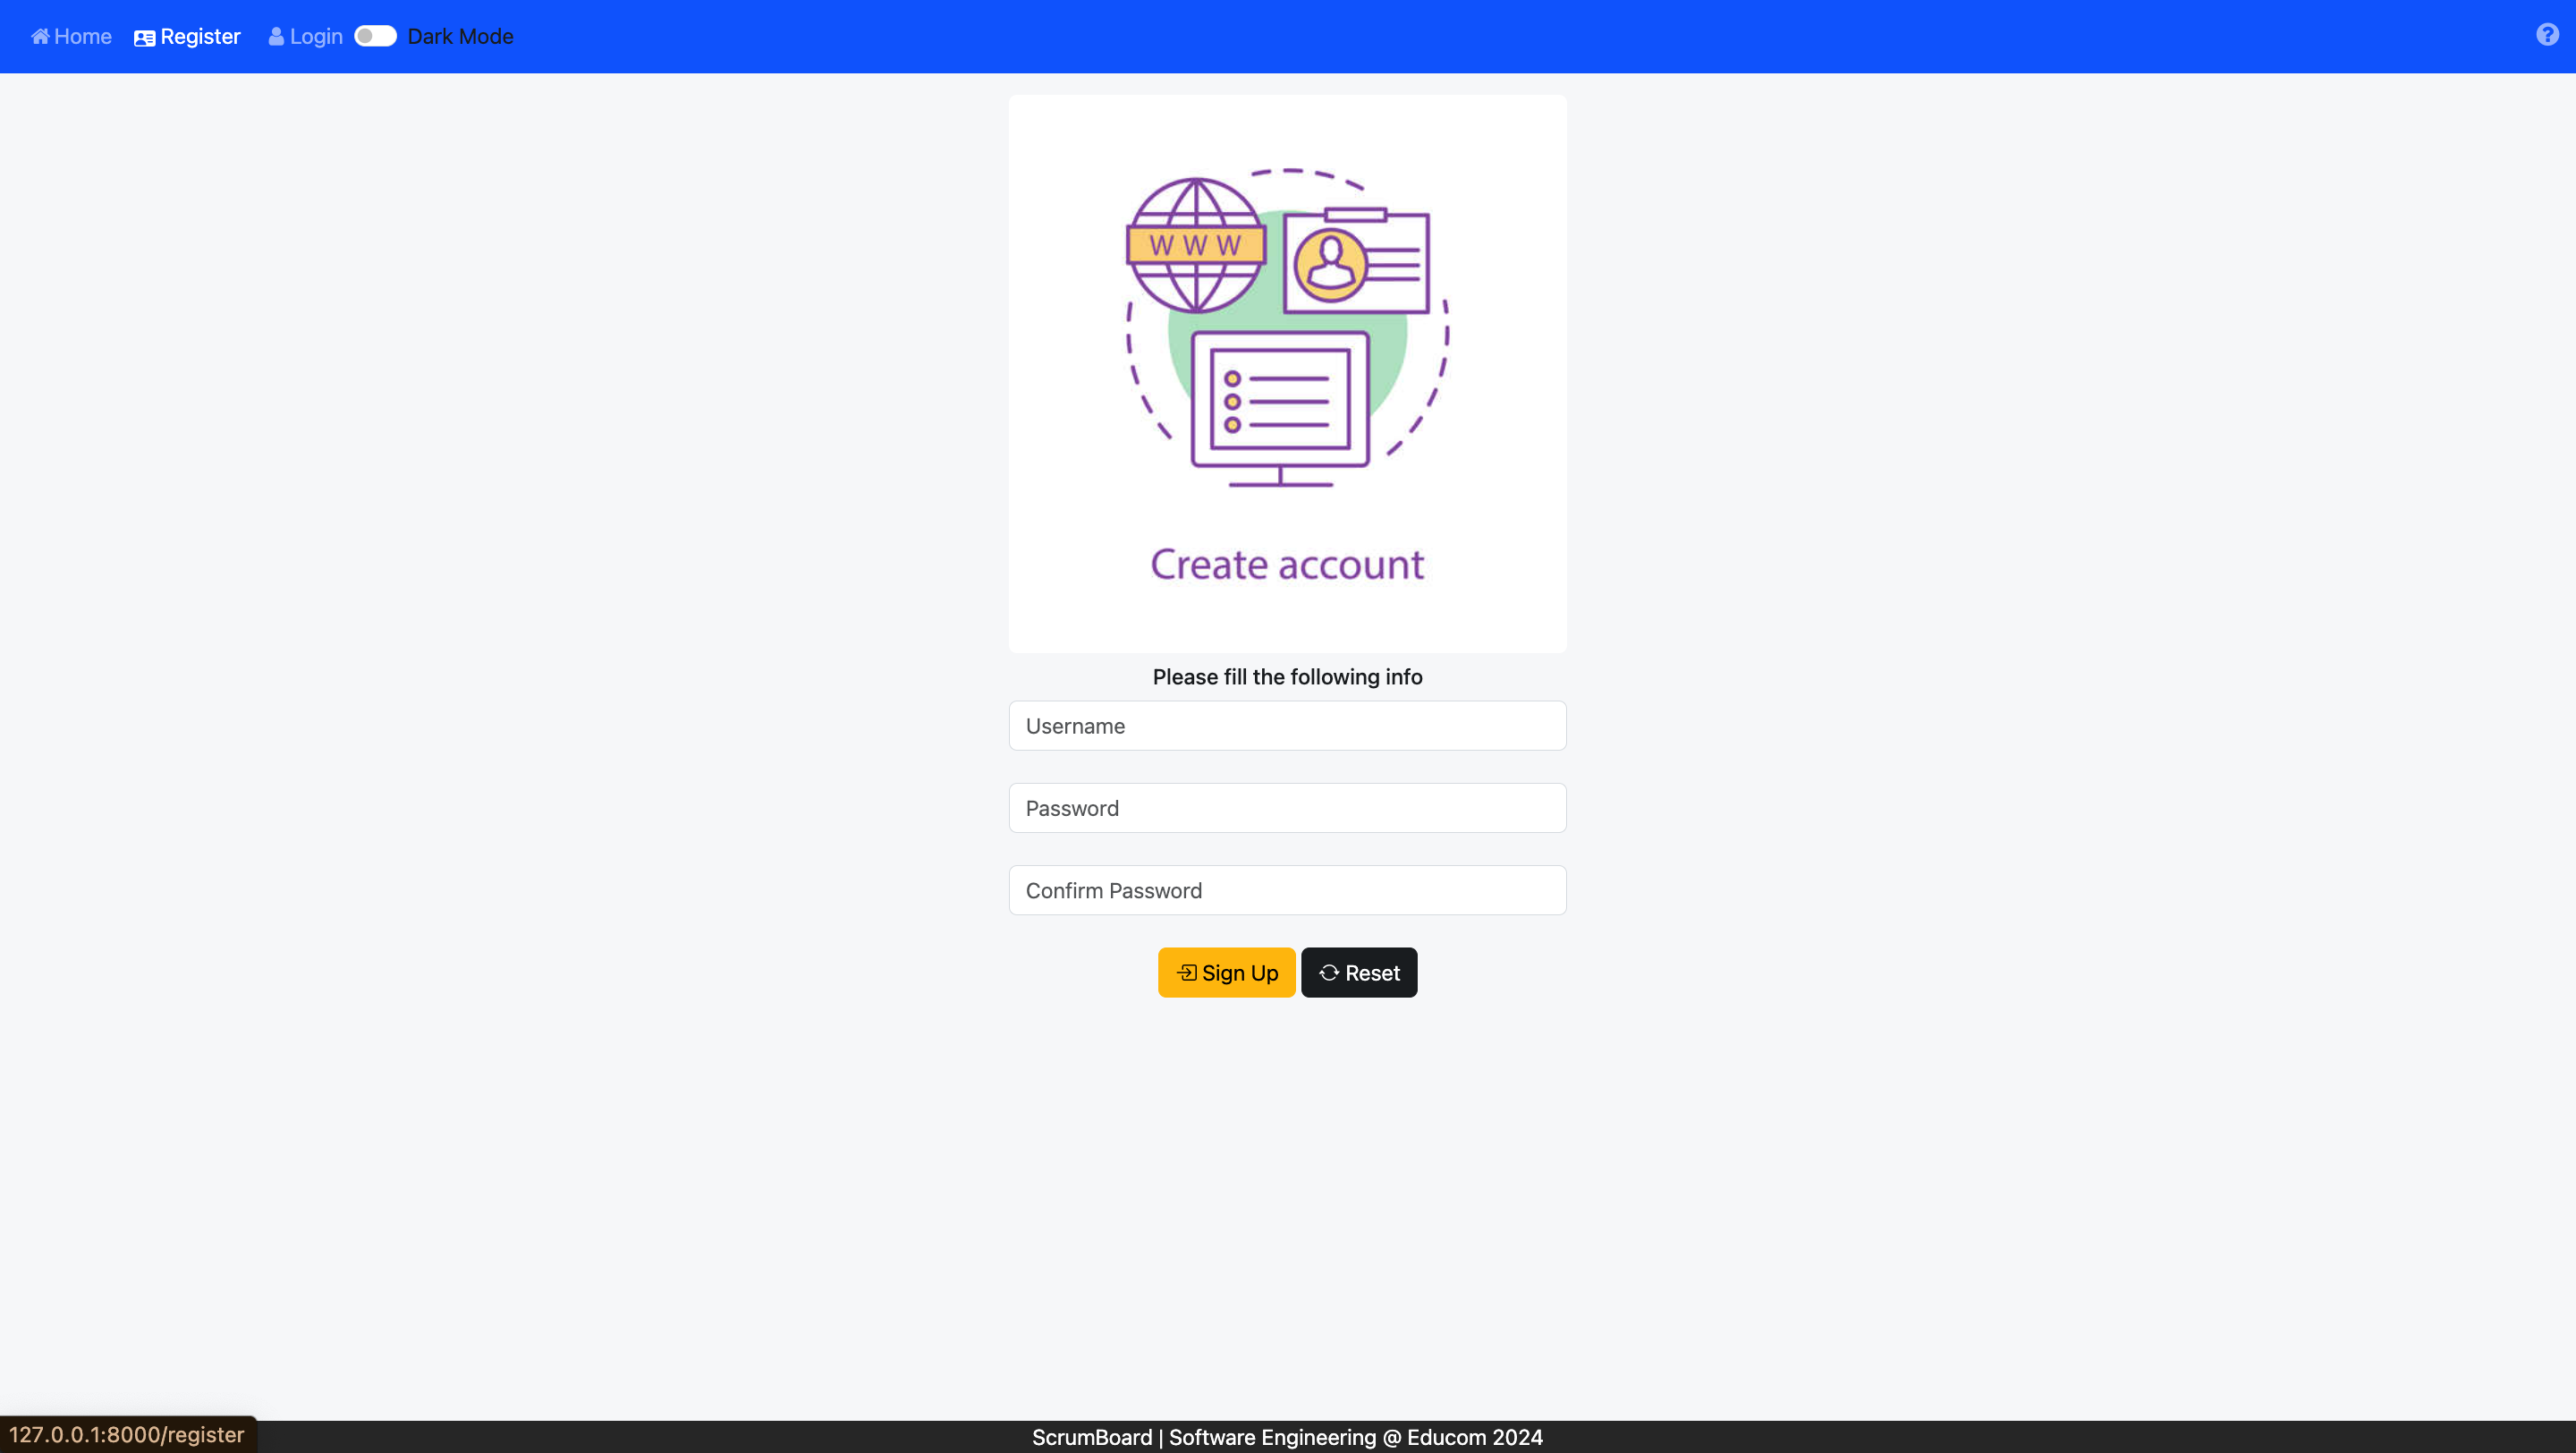 Home Register Login Dark Mode
WWW
Create account
Please fill the following info
Username
Password
Confirm Password
Sign Up Reset
127.0.0.1:8000/register
ScrumBoard | Software Engineering @ Educom 2024